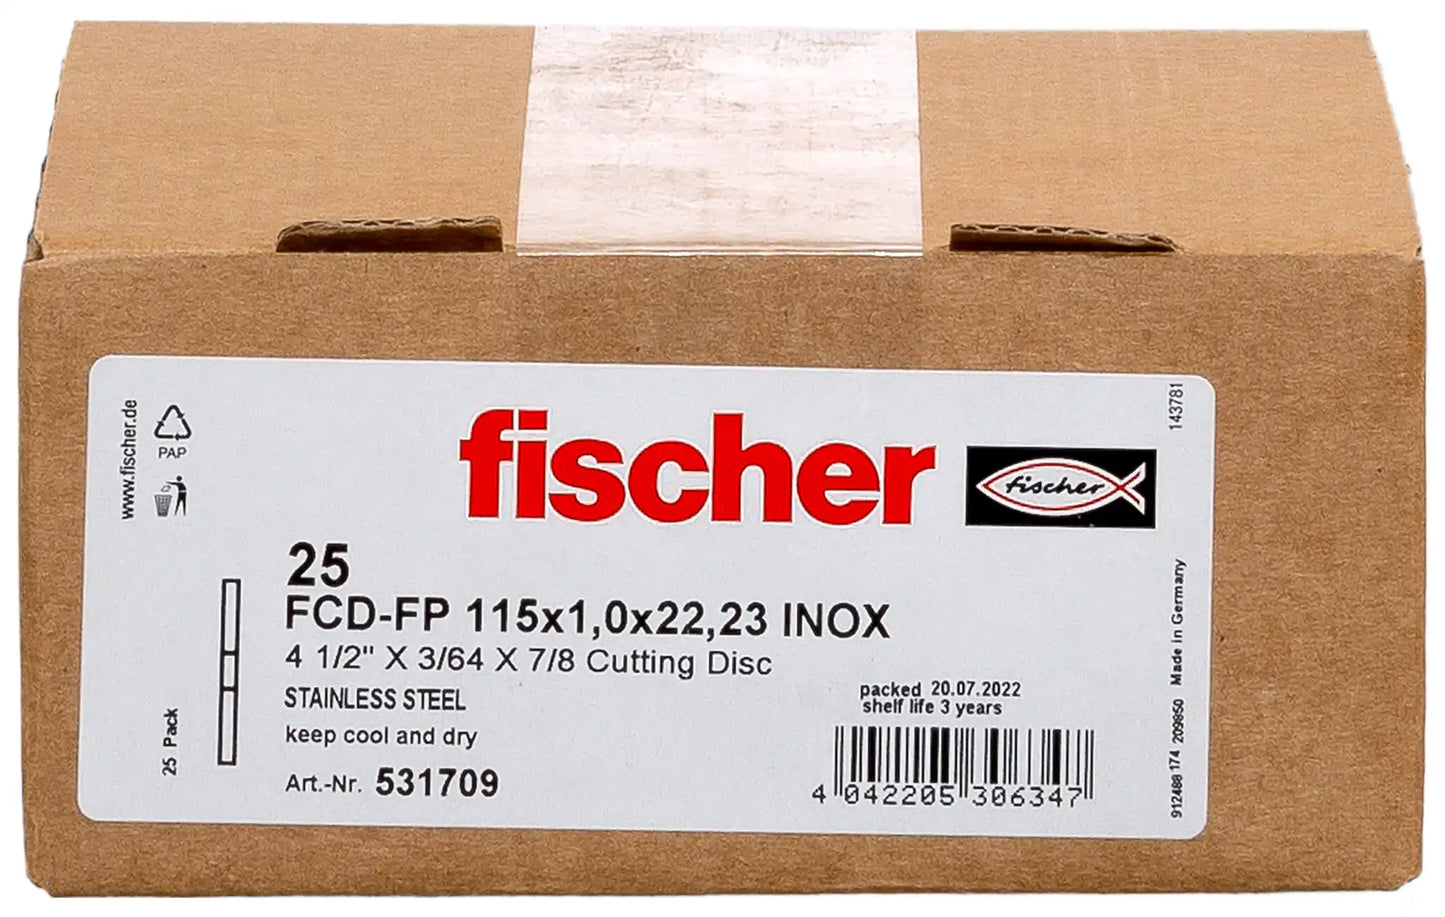 www.fischer.de
PAP
fischer
fischer
143781
25
FCD-FP 115x1,0x22,23 INOX
4 1/2" X 3/64 X 7/8 Cutting Disc
STAINLESS STEEL
keep cool and dry
Art.-Nr. 531709
25 Pack
packed 20.07.2022
shelf life 3 years
4 042205 306347
912488 174 209850 Made in Germany